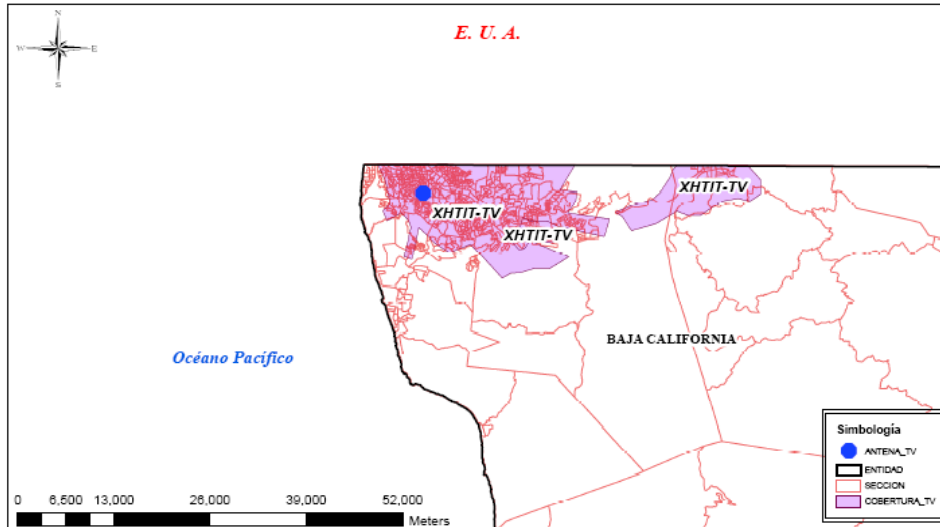 N
W E
S
E. U. A.
XHTIT-TV
XHTIT-TV
XHTIT-TV
BAJA CALIFORNIA
Océano Pacífico
Simbología
ANTENA_TV
ENTIDAD
SECCION
COBERTURA_TV
0 6,500 13,000 26,000 39,000 52,000
Meters